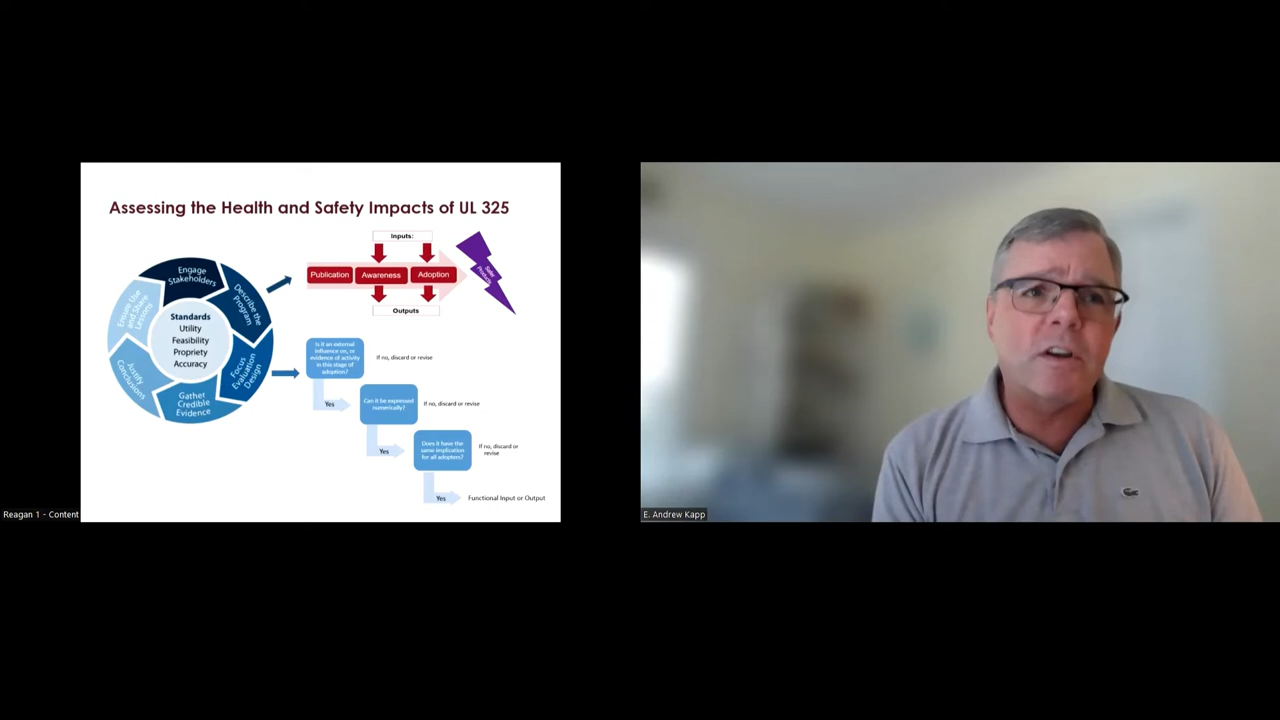 Assessing the Health and Safety Impacts of UL 325
Engage
Stakeholders
Describe the
Program
Focus
Evaluation
Design
Gather
Credible
Evidence
Justify
Conclusions
Ensure Use
and Share
Lessons
Standards
Utility
Feasibility
Propriety
Accuracy
Inputs:
Publication
Awareness
Adoption
Outputs
Safer
Products
Is it an external
influence on, or
evidence of activity
in this stage of
adoption?
If no, discard or revise
Yes
Can it be expressed
numerically?
If no, discard or revise
Yes
Does it have the
same implication
for all adopters?
If no, discard or
revise
Yes
Functional Input or Output
Reagan 1 - Content
E. Andrew Kapp